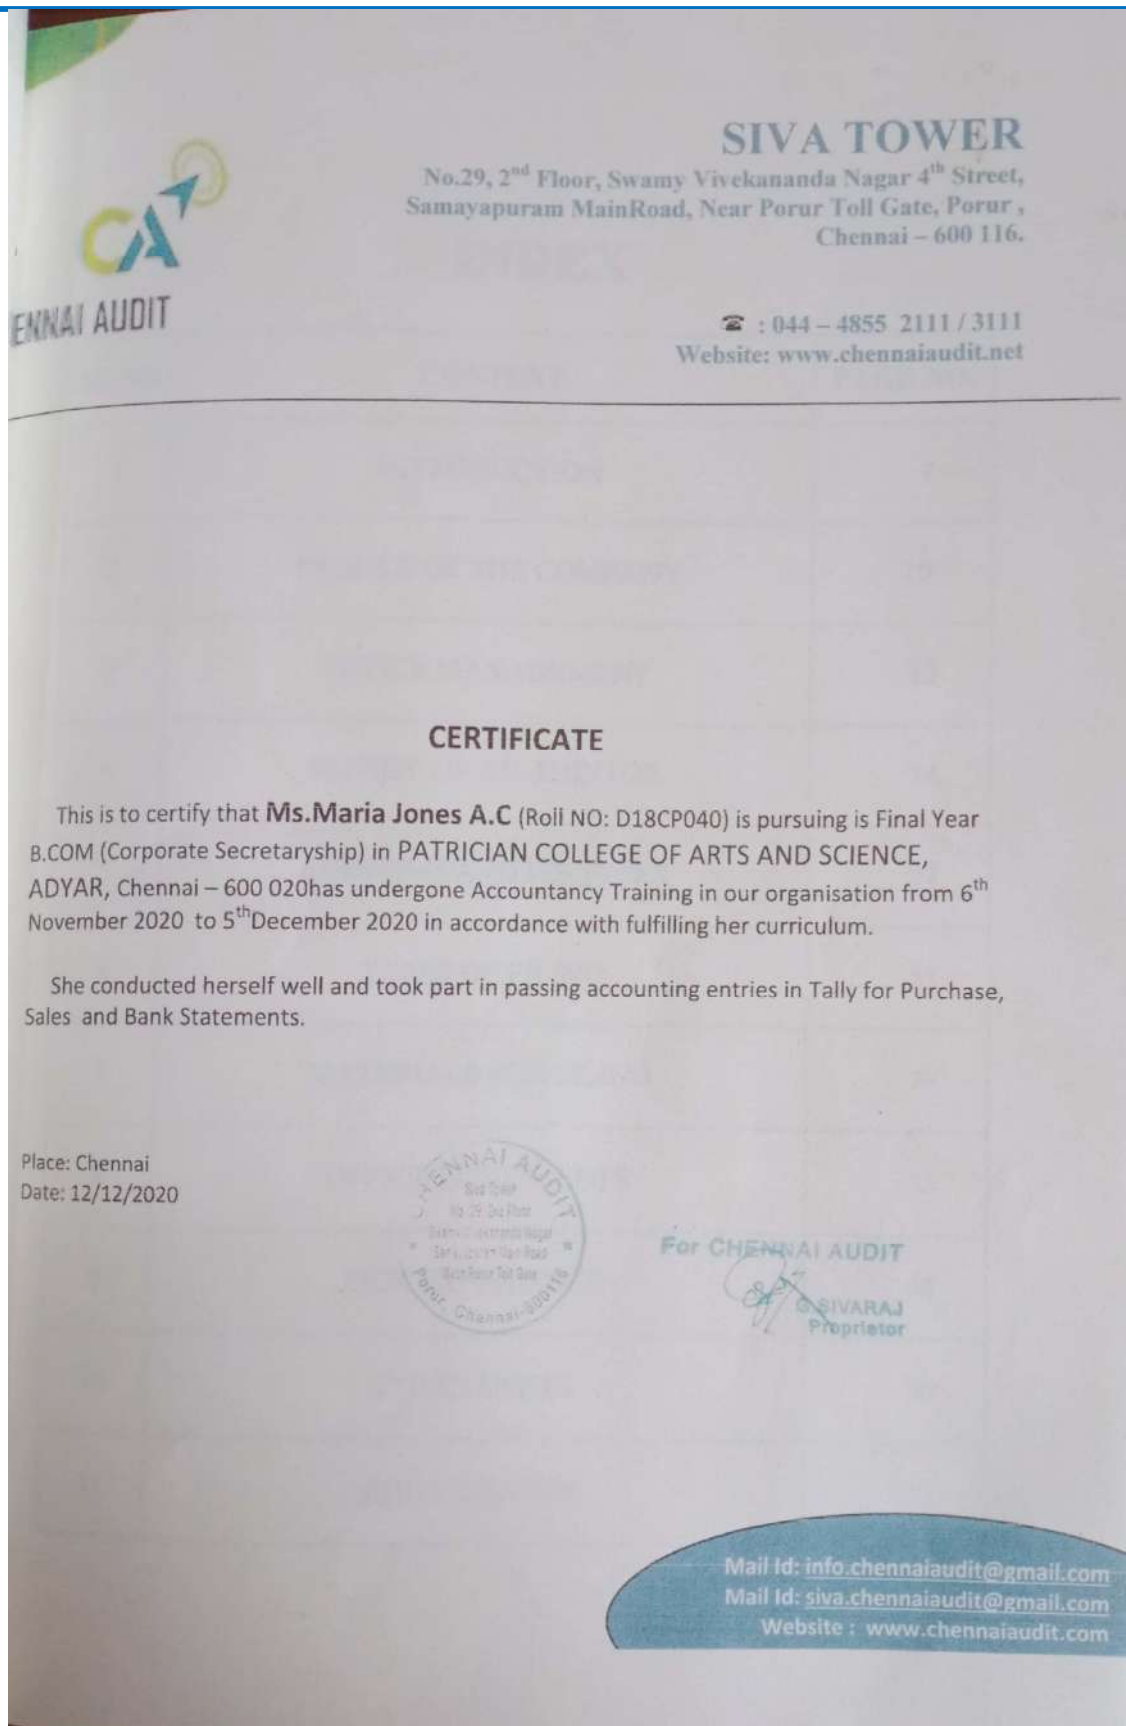 CA
ENNAI AUDIT
SIVA TOWER
No.29, 2nd Floor, Swamy Vivekananda Nagar 4th Street,
Samayapuram MainRoad, Near Porur Toll Gate, Porur ,
Chennai – 600 116.
☎ : 044 – 4855 2111 / 3111
Website: www.chennaiaudit.net
CERTIFICATE
This is to certify that Ms.Maria Jones A.C (Roll NO: D18CP040) is pursuing is Final Year
B.COM (Corporate Secretaryship) in PATRICIAN COLLEGE OF ARTS AND SCIENCE,
ADYAR, Chennai – 600 020has undergone Accountancy Training in our organisation from 6th
November 2020 to 5thDecember 2020 in accordance with fulfilling her curriculum.
She conducted herself well and took part in passing accounting entries in Tally for Purchase,
Sales and Bank Statements.
Place: Chennai
Date: 12/12/2020
CHENNAI AUDIT
Siva Tower
Porur, Chennai-600116
For CHENNAI AUDIT
G.SIVARAJ
Proprietor
Mail Id: info.chennaiaudit@gmail.com
Mail Id: siva.chennaiaudit@gmail.com
Website : www.chennaiaudit.com